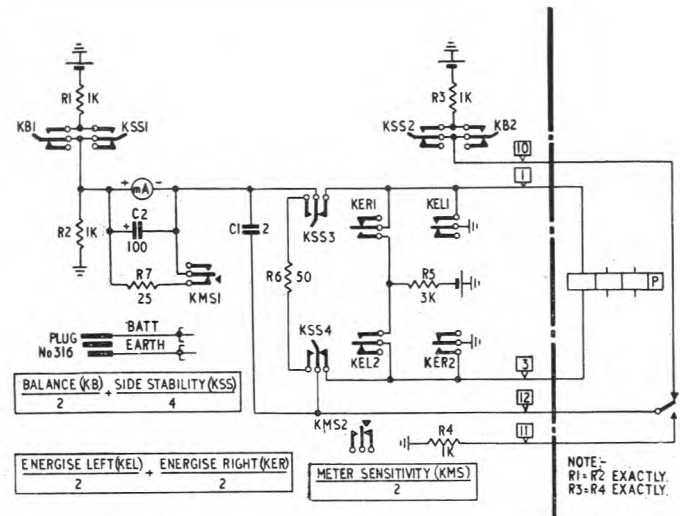 R1 1K
R3 1K
KB1 KSS1
KSS2 KB2
10
1
+ mA -
KER1 KEL1
+ C2
100
C1 2
KSS3
R2 1K
R7
25
KMS1
R6 50
R5
3K
P
KSS4
KEL2 KER2
PLUG
No 316
BATT
EARTH
3
12
BALANCE (KB) + SIDE STABILITY (KSS)
2 4
KMS2
R4
1K
11
ENERGISE LEFT (KEL) + ENERGISE RIGHT (KER)
2 2
METER SENSITIVITY (KMS)
2
NOTE:-
R1=R2 EXACTLY.
R3=R4 EXACTLY.